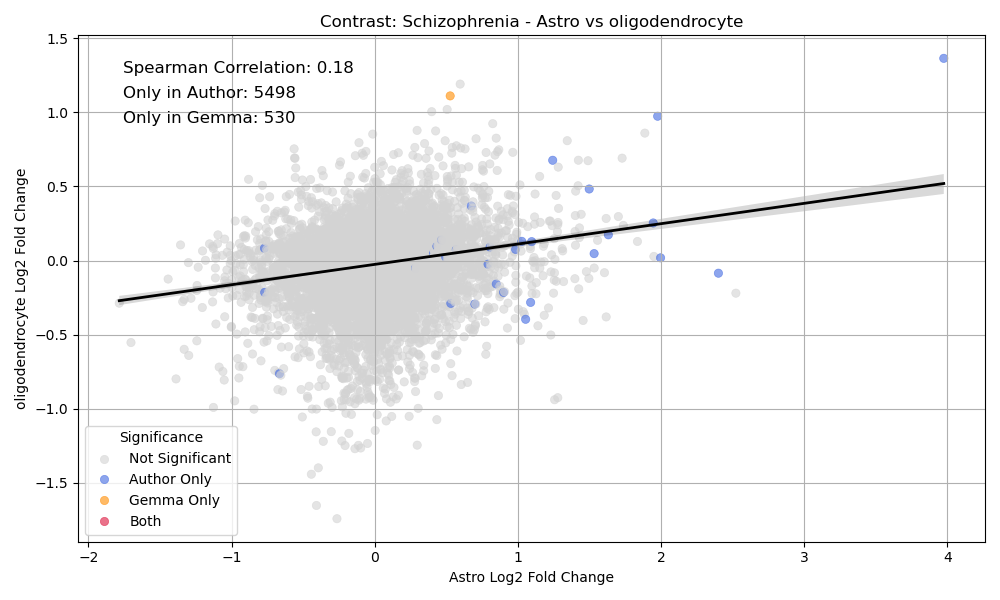 Contrast: Schizophrenia - Astro vs oligodendrocyte
Spearman Correlation: 0.18
Only in Author: 5498
Only in Gemma: 530
oligodendrocyte Log2 Fold Change
1.5
1.0
0.5
0.0
−0.5
−1.0
−1.5
Significance
Not Significant
Author Only
Gemma Only
Both
−2
−1
0
1
2
3
4
Astro Log2 Fold Change